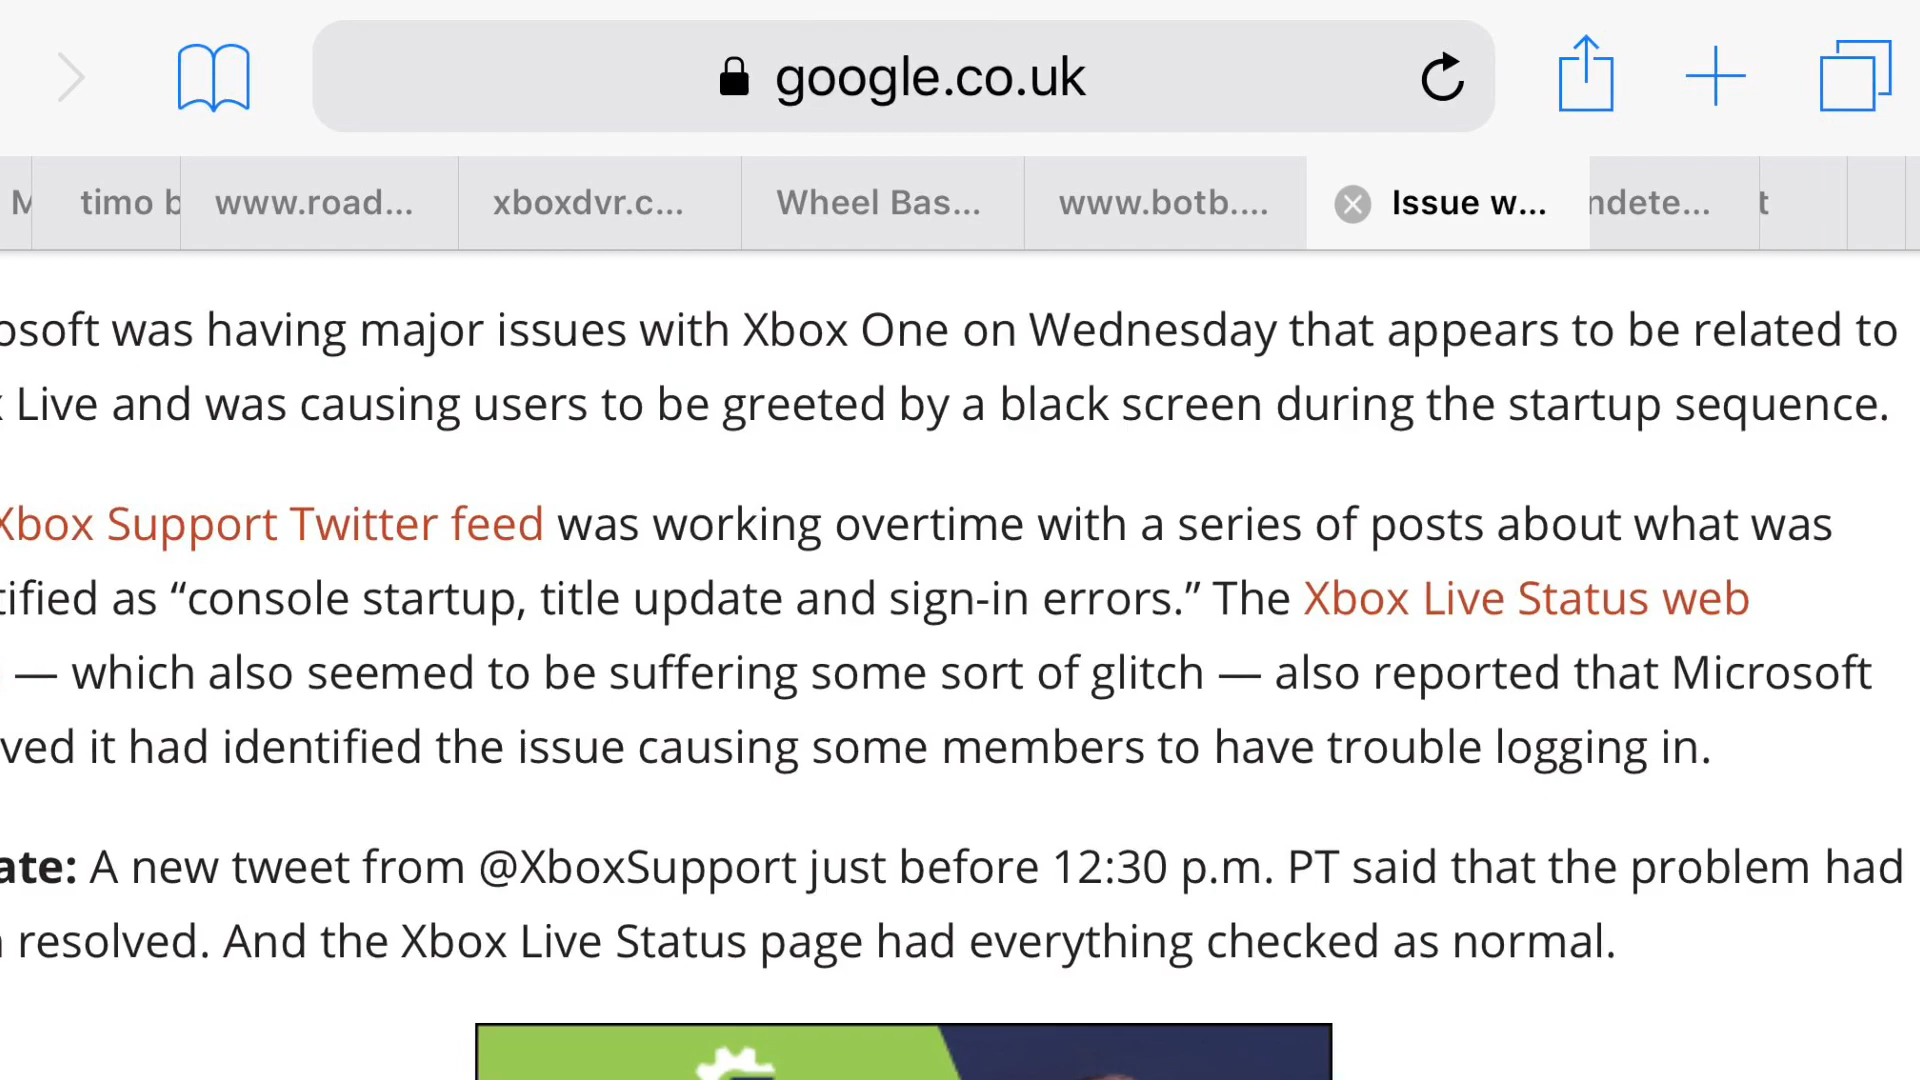 google.co.uk
timo b
www.road...
xboxdvr.c...
Wheel Bas...
www.botb....
Issue w...
ndete...
t
osoft was having major issues with Xbox One on Wednesday that appears to be related to
Live and was causing users to be greeted by a black screen during the startup sequence.
Xbox Support Twitter feed was working overtime with a series of posts about what was
tified as “console startup, title update and sign-in errors.” The Xbox Live Status web
— which also seemed to be suffering some sort of glitch — also reported that Microsoft
ved it had identified the issue causing some members to have trouble logging in.
ate: A new tweet from @XboxSupport just before 12:30 p.m. PT said that the problem had
resolved. And the Xbox Live Status page had everything checked as normal.